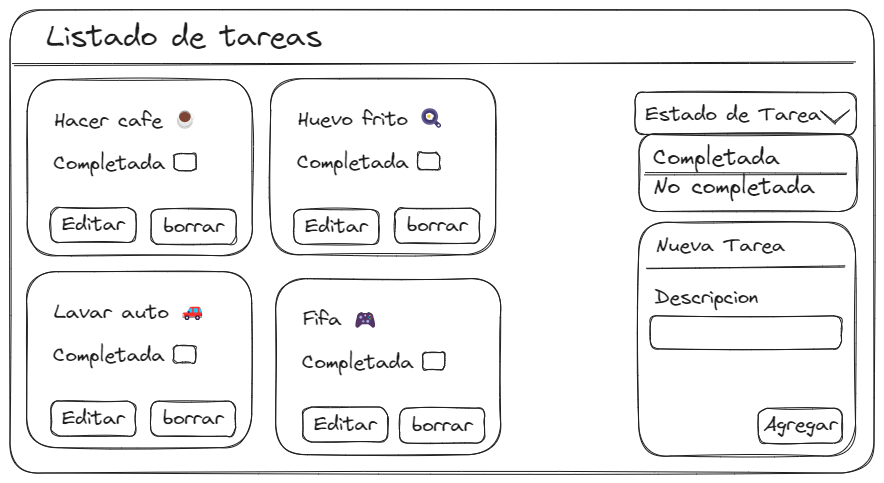 Listado de tareas
Hacer cafe ☕
Completada
Editar borrar
Huevo frito 🍳
Completada
Editar borrar
Lavar auto 🚗
Completada
Editar borrar
Fifa 🎮
Completada
Editar borrar
Estado de Tarea
Completada
No completada
Nueva Tarea
Descripcion
Agregar